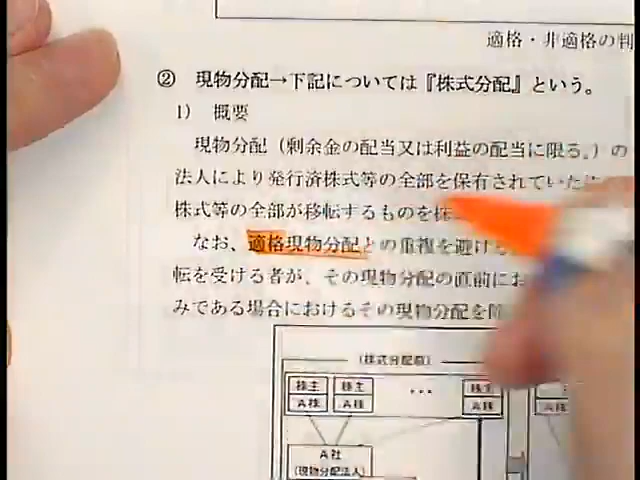 適格・非適格の判
② 現物分配→下記については『株式分配』という。
1) 概要
現物分配（剰余金の配当又は利益の配当に限る。）の
法人により発行済株式等の全部を保有されていた
株式等の全部が移転するものを株
なお、適格現物分配との重複を避ける
転を受ける者が、その現物分配の直前にお
みである場合におけるその現物分配を除
(株式分配前)
株主 株主 … 株主
A株 A株 A株 A株
A社
(現物分配法人)